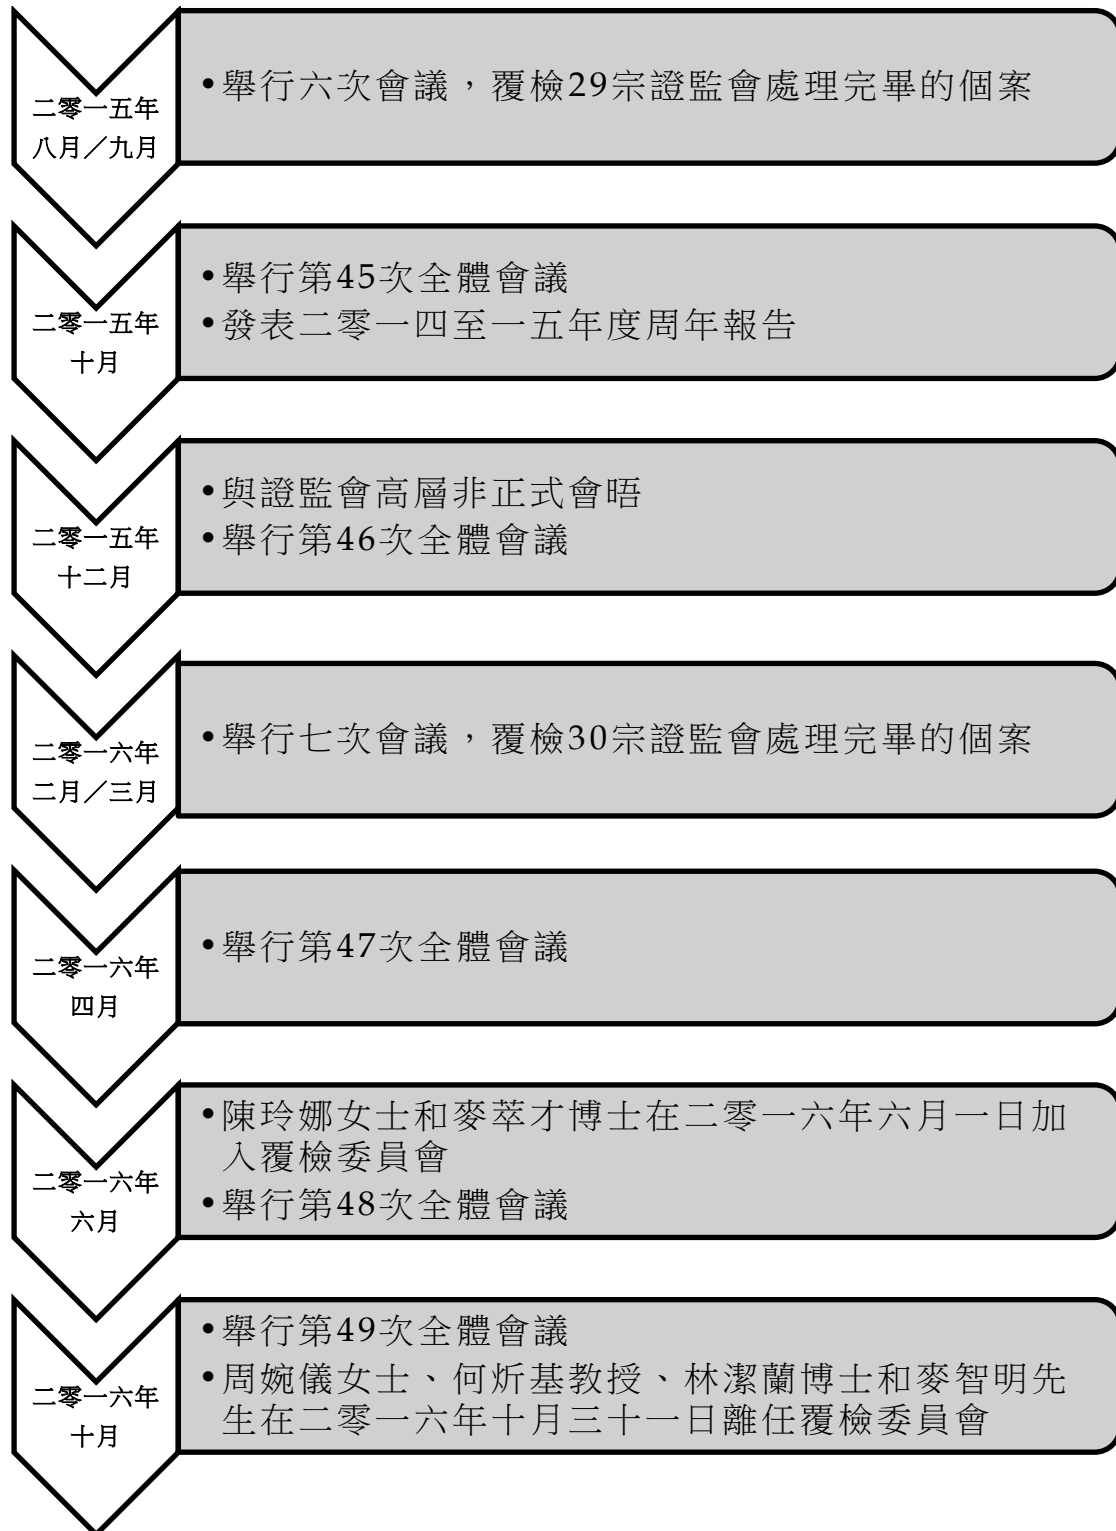 二零一五年
八月／九月
•舉行六次會議，覆檢29宗證監會處理完畢的個案
二零一五年
十月
•舉行第45次全體會議
•發表二零一四至一五年度周年報告
二零一五年
十二月
•與證監會高層非正式會晤
•舉行第46次全體會議
二零一六年
二月／三月
•舉行七次會議，覆檢30宗證監會處理完畢的個案
二零一六年
四月
•舉行第47次全體會議
二零一六年
六月
•陳玲娜女士和麥萃才博士在二零一六年六月一日加
入覆檢委員會
•舉行第48次全體會議
二零一六年
十月
•舉行第49次全體會議
•周婉儀女士、何炘基教授、林潔蘭博士和麥智明先
生在二零一六年十月三十一日離任覆檢委員會